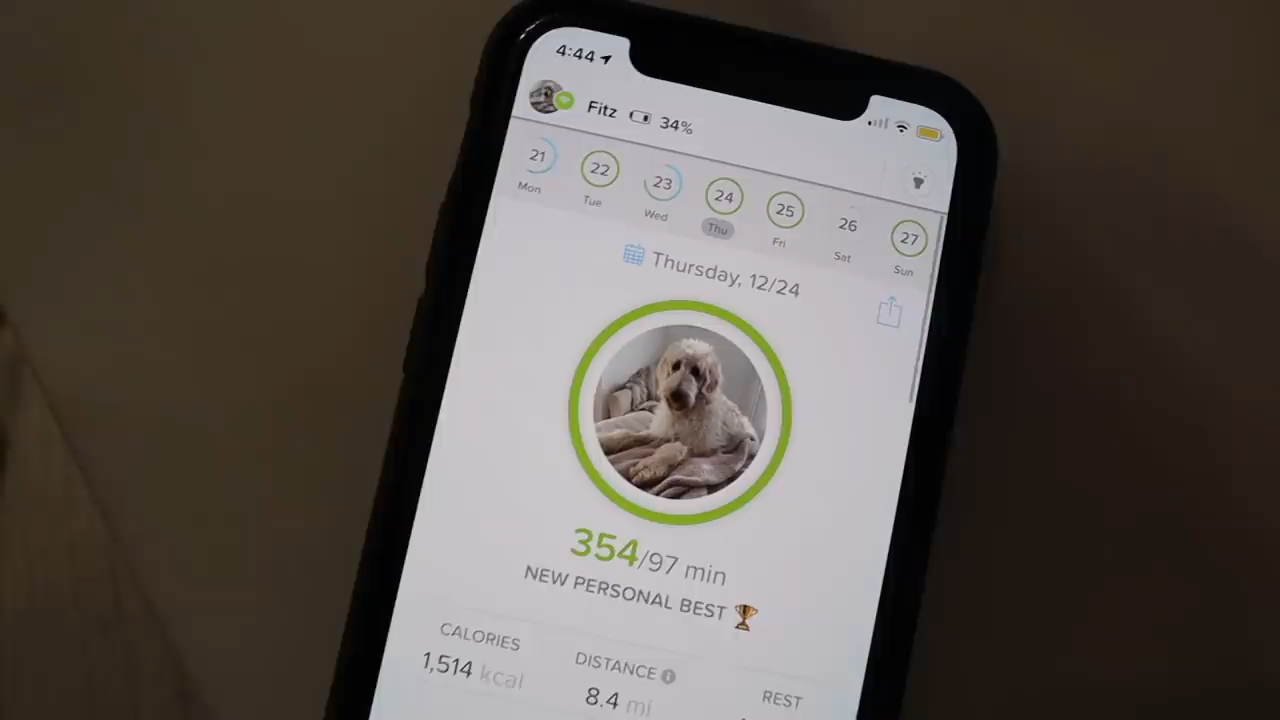 4:44
Fitz 34%
21 22 23 24 25 26 27
Mon Tue Wed Thu Fri Sat Sun
Thursday, 12/24
354/97 min
NEW PERSONAL BEST
CALORIES DISTANCE REST
1,514 kcal 8.4 mi